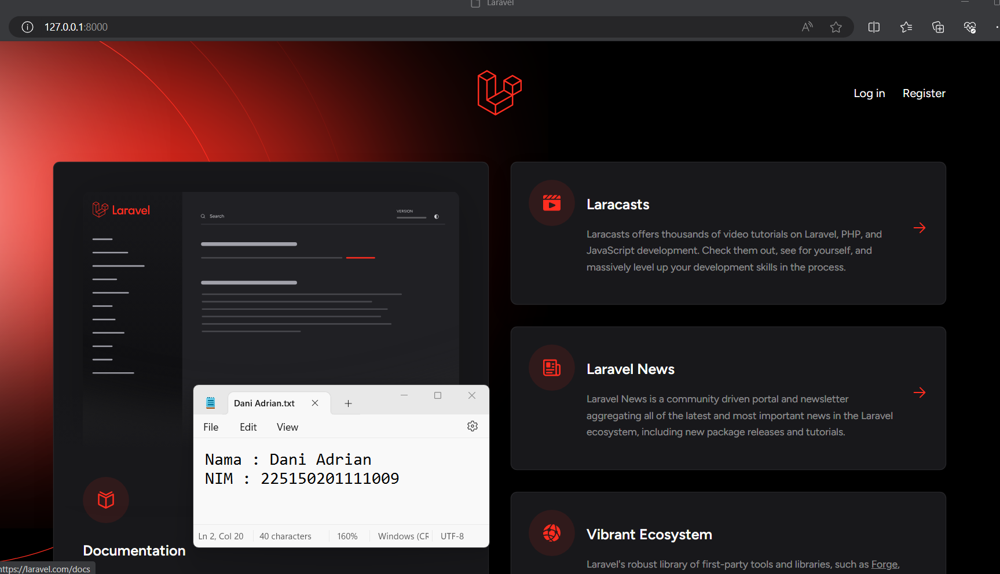 Laravel
127.0.0.1:8000
Log in Register
Laravel
Search
VERSION
Laracasts
Laracasts offers thousands of video tutorials on Laravel, PHP, and
JavaScript development. Check them out, see for yourself, and
massively level up your development skills in the process.
Laravel News
Laravel News is a community driven portal and newsletter
aggregating all of the latest and most important news in the Laravel
ecosystem, including new package releases and tutorials.
Dani Adrian.txt
File Edit View
Nama : Dani Adrian
NIM : 225150201111009
Ln 2, Col 20 40 characters 160% Windows (CR UTF-8
Documentation
Vibrant Ecosystem
Laravel's robust library of first-party tools and libraries, such as Forge,
https://laravel.com/docs